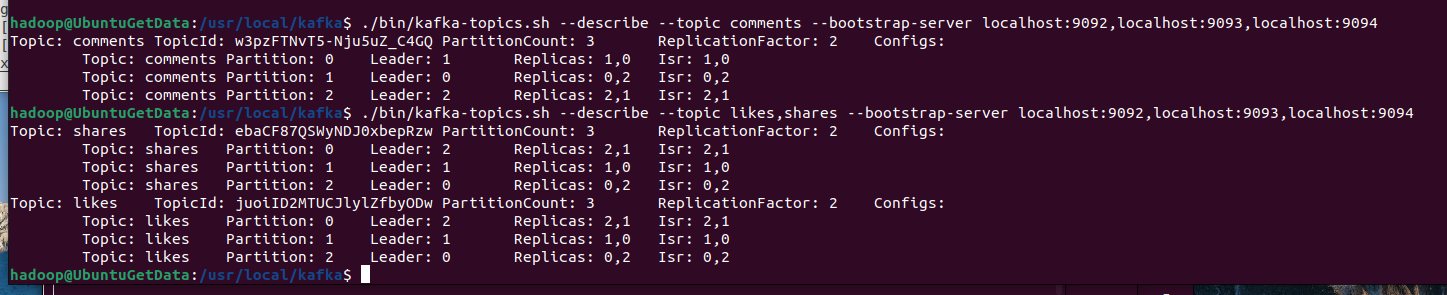 hadoop@UbuntuGetData:/usr/local/kafka$ ./bin/kafka-topics.sh --describe --topic comments --bootstrap-server localhost:9092,localhost:9093,localhost:9094
Topic: comments TopicId: w3pzFTNvT5-Nju5uZ_C4GQ PartitionCount: 3 ReplicationFactor: 2 Configs:
Topic: comments Partition: 0 Leader: 1 Replicas: 1,0 Isr: 1,0
Topic: comments Partition: 1 Leader: 0 Replicas: 0,2 Isr: 0,2
Topic: comments Partition: 2 Leader: 2 Replicas: 2,1 Isr: 2,1
hadoop@UbuntuGetData:/usr/local/kafka$ ./bin/kafka-topics.sh --describe --topic likes,shares --bootstrap-server localhost:9092,localhost:9093,localhost:9094
Topic: shares TopicId: ebaCF87QSWyNDJ0xbepRzw PartitionCount: 3 ReplicationFactor: 2 Configs:
Topic: shares Partition: 0 Leader: 2 Replicas: 2,1 Isr: 2,1
Topic: shares Partition: 1 Leader: 1 Replicas: 1,0 Isr: 1,0
Topic: shares Partition: 2 Leader: 0 Replicas: 0,2 Isr: 0,2
Topic: likes TopicId: juoiID2MTUCJlylZfbyODw PartitionCount: 3 ReplicationFactor: 2 Configs:
Topic: likes Partition: 0 Leader: 2 Replicas: 2,1 Isr: 2,1
Topic: likes Partition: 1 Leader: 1 Replicas: 1,0 Isr: 1,0
Topic: likes Partition: 2 Leader: 0 Replicas: 0,2 Isr: 0,2
hadoop@UbuntuGetData:/usr/local/kafka$